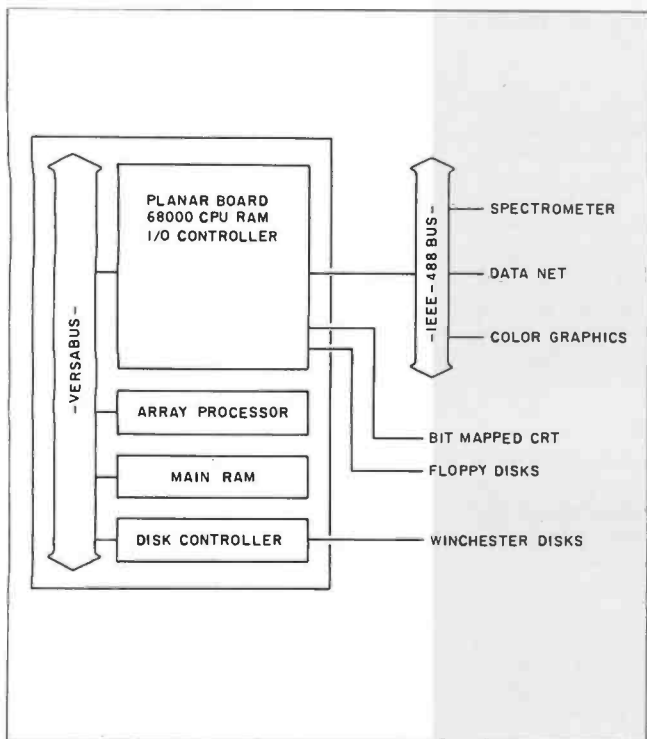 PLANAR BOARD
68000 CPU RAM
I/O CONTROLLER
-VERSABUS-
ARRAY PROCESSOR
MAIN RAM
DISK CONTROLLER
-IEEE-488 BUS-
SPECTROMETER
DATA NET
COLOR GRAPHICS
BIT MAPPED CRT
FLOPPY DISKS
WINCHESTER DISKS